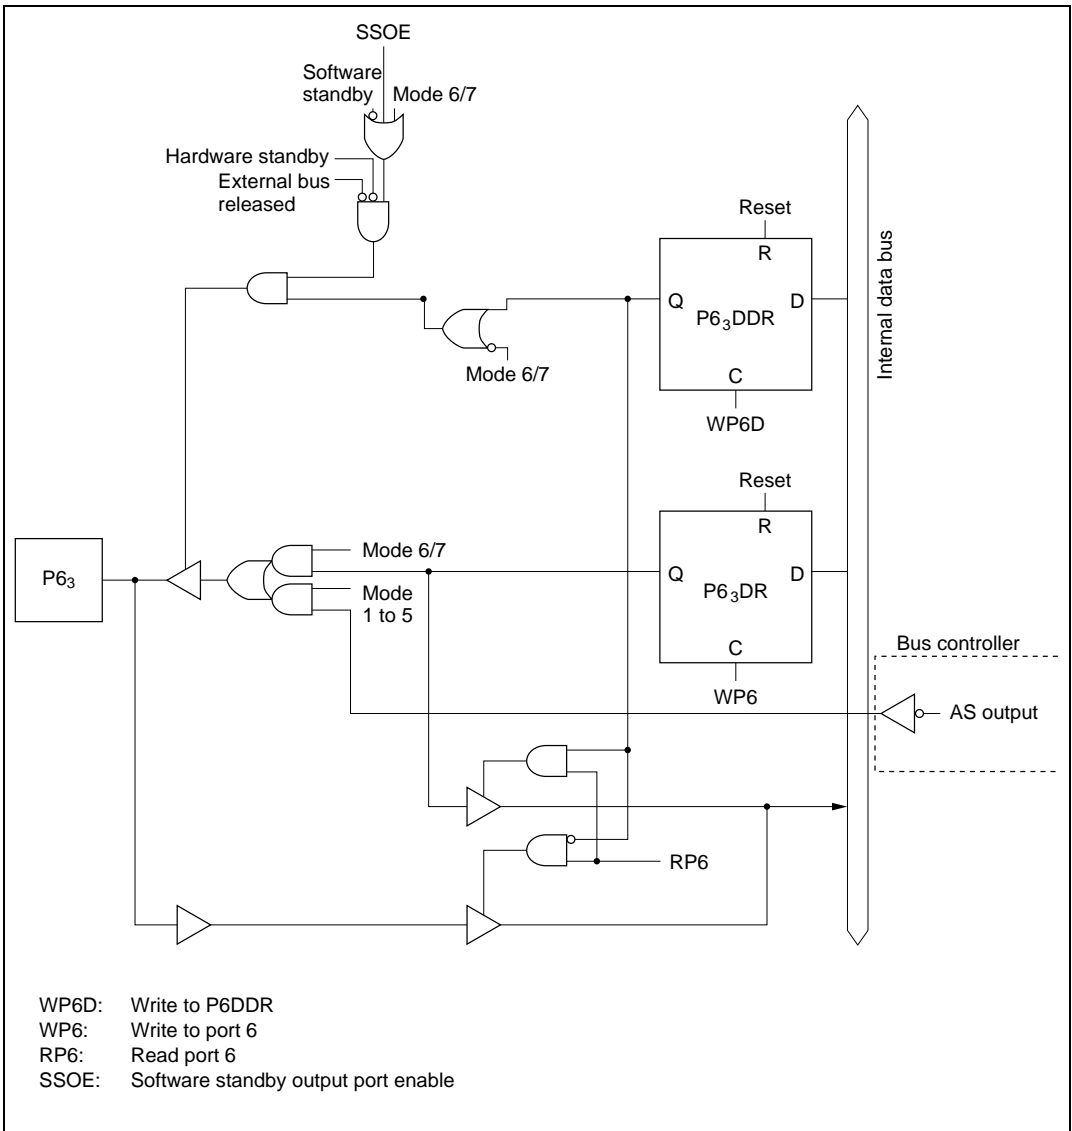 SSOE
Software
standby
Mode 6/7
Hardware standby
External bus
released
Reset
R
Q
D
P6₃DDR
C
WP6D
Mode 6/7
Internal data bus
Reset
R
Mode 6/7
Q
D
P6₃
P6₃DR
Mode
1 to 5
C
WP6
Bus controller
AS output
RP6
WP6D: Write to P6DDR
WP6: Write to port 6
RP6: Read port 6
SSOE: Software standby output port enable